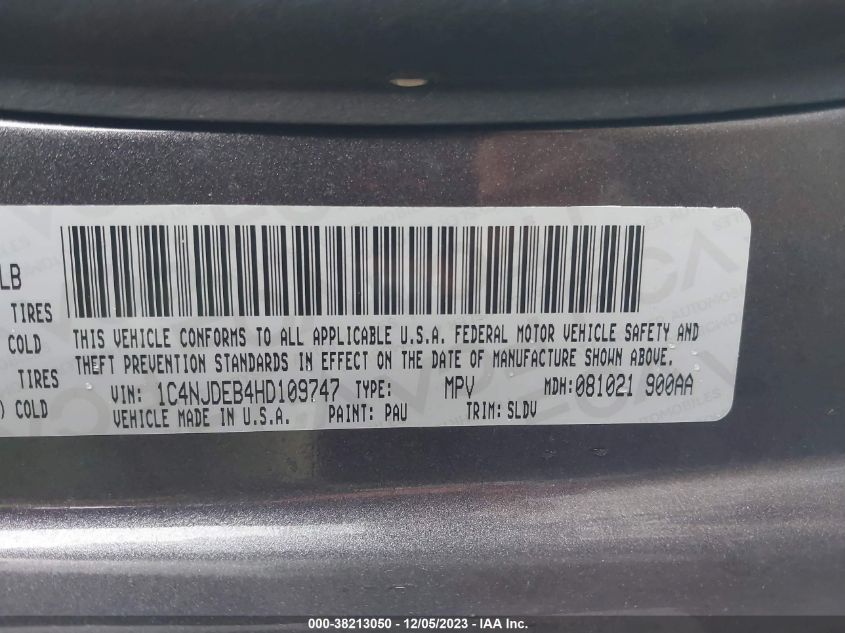 LB
TIRES
COLD
TIRES
) COLD
THIS VEHICLE CONFORMS TO ALL APPLICABLE U.S.A. FEDERAL MOTOR VEHICLE SAFETY AND
THEFT PREVENTION STANDARDS IN EFFECT ON THE DATE OF MANUFACTURE SHOWN ABOVE.
VIN: 1C4NJDEB4HD109747 TYPE: MPV MDH: 081021 900AA
VEHICLE MADE IN U.S.A. PAINT: PAU TRIM: SLDV
000-38213050 - 12/05/2023 - IAA Inc.